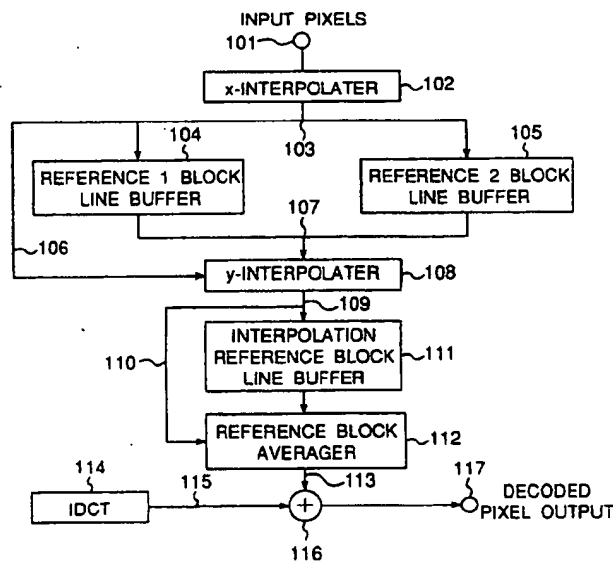 INPUT PIXELS
101
x-INTERPOLATER
102
103
104
105
REFERENCE 1 BLOCK
LINE BUFFER
REFERENCE 2 BLOCK
LINE BUFFER
106
107
y-INTERPOLATER
108
109
110
INTERPOLATION
REFERENCE BLOCK
LINE BUFFER
111
REFERENCE BLOCK
AVERAGER
112
113
114
IDCT
115
+
116
117
DECODED
PIXEL OUTPUT